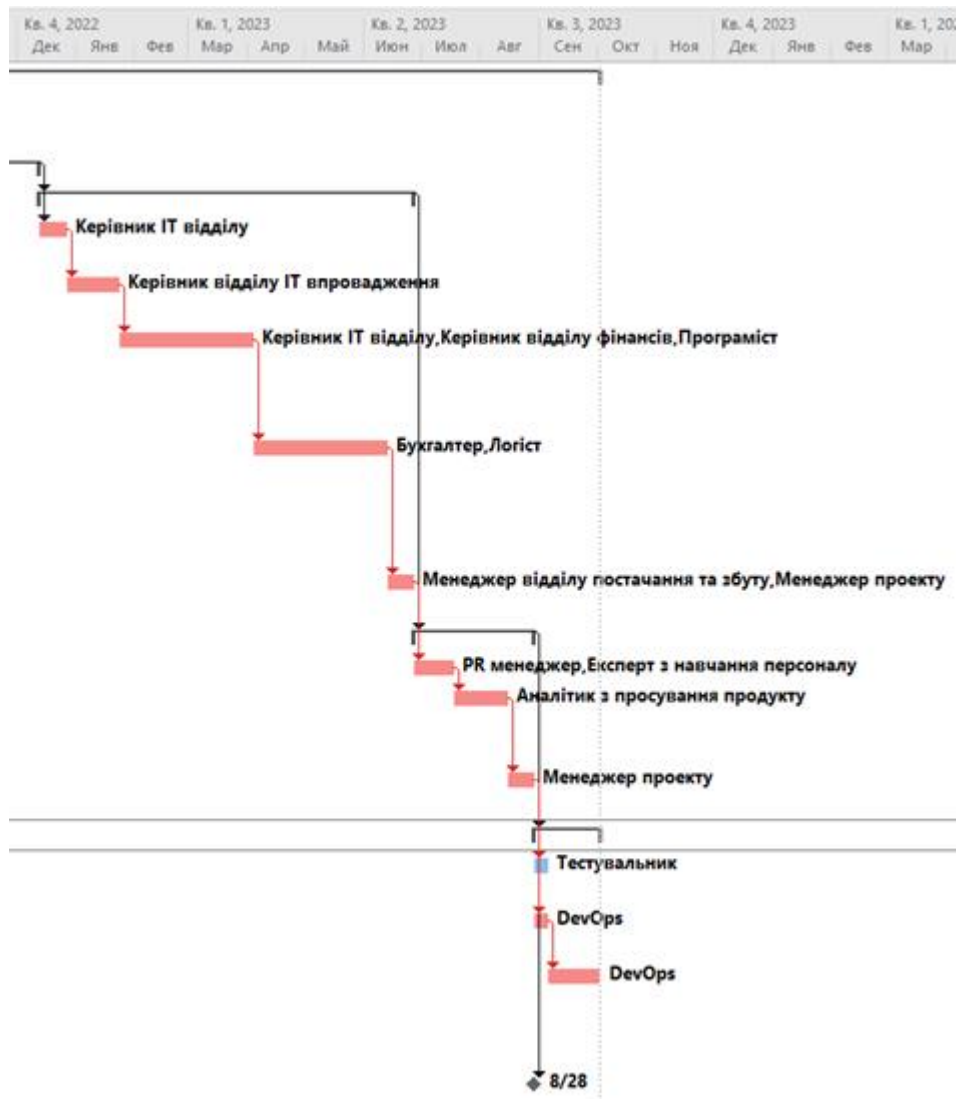 Кв. 4, 2022 Кв. 1, 2023 Кв. 2, 2023 Кв. 3, 2023 Кв. 4, 2023 Кв. 1, 202
Дек Янв Фев Мар Апр Май Июн Июл Авг Сен Окт Ноя Дек Янв Фев Мар
Керівник ІТ відділу
Керівник відділу ІТ впровадження
Керівник ІТ відділу,Керівник відділу фінансів,Програміст
Бухгалтер,Логіст
Менеджер відділу постачання та збуту,Менеджер проекту
PR менеджер,Експерт з навчання персоналу
Аналітик з просування продукту
Менеджер проекту
Тестувальник
DevOps
DevOps
8/28